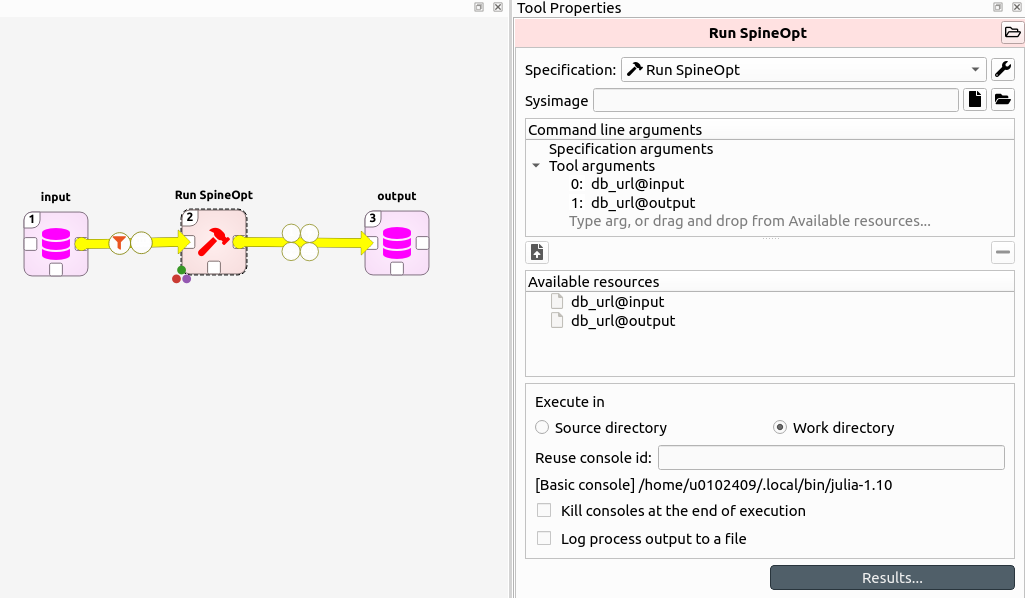 Tool Properties
Run SpineOpt
Specification: Run SpineOpt
Sysimage
Command line arguments
Specification arguments
Tool arguments
0: db_url@input
1: db_url@output
Type arg, or drag and drop from Available resources...
Available resources
db_url@input
db_url@output
Execute in
Source directory Work directory
Reuse console id:
[Basic console] /home/u0102409/.local/bin/julia-1.10
Kill consoles at the end of execution
Log process output to a file
Results...
input
1
Run SpineOpt
2
output
3